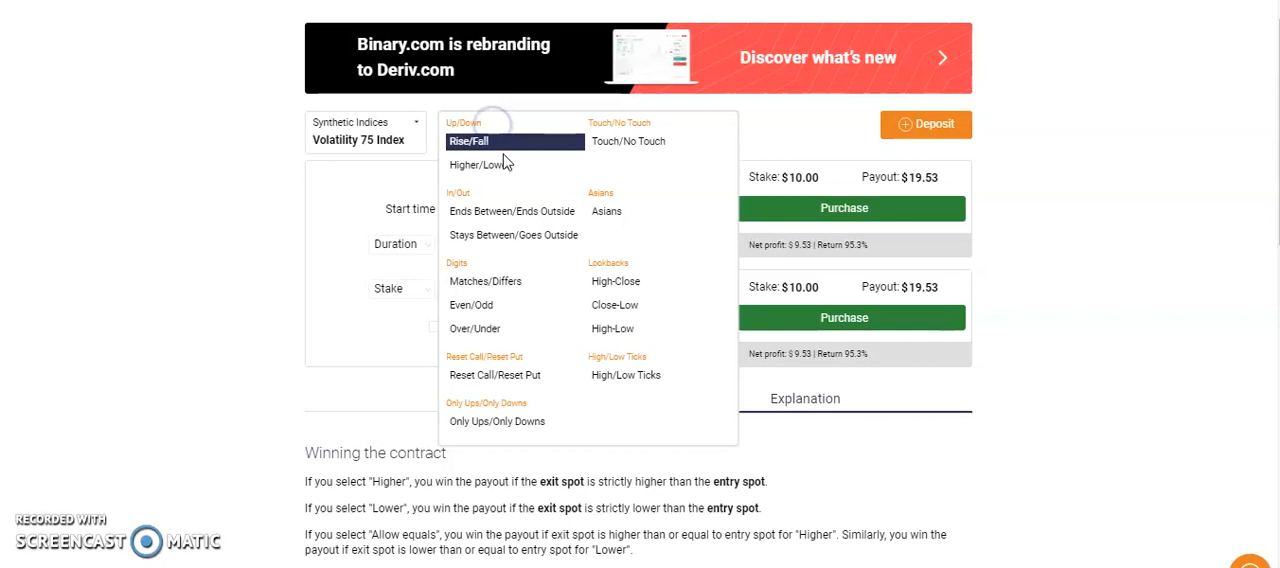 Binary.com is rebranding
to Deriv.com
Discover what's new
Synthetic Indices
Volatility 75 Index
Deposit
Up/Down
Rise/Fall
Higher/Lower
In/Out
Ends Between/Ends Outside
Stays Between/Goes Outside
Digits
Matches/Differs
Even/Odd
Over/Under
Reset Call/Reset Put
Reset Call/Reset Put
Only Ups/Only Downs
Only Ups/Only Downs
Touch/No Touch
Touch/No Touch
Asians
Asians
Lookbacks
High-Close
Close-Low
High-Low
High/Low Ticks
High/Low Ticks
Start time
Duration
Stake
Stake: $10.00 Payout: $19.53
Purchase
Net profit: $ 9.53 | Return 95.3%
Stake: $10.00 Payout: $19.53
Purchase
Net profit: $ 9.53 | Return 95.3%
Explanation
Winning the contract
If you select "Higher", you win the payout if the exit spot is strictly higher than the entry spot.
If you select "Lower", you win the payout if the exit spot is strictly lower than the entry spot.
If you select "Allow equals", you win the payout if exit spot is higher than or equal to entry spot for "Higher". Similarly, you win the
payout if exit spot is lower than or equal to entry spot for "Lower".
RECORDED WITH
SCREENCAST MATIC